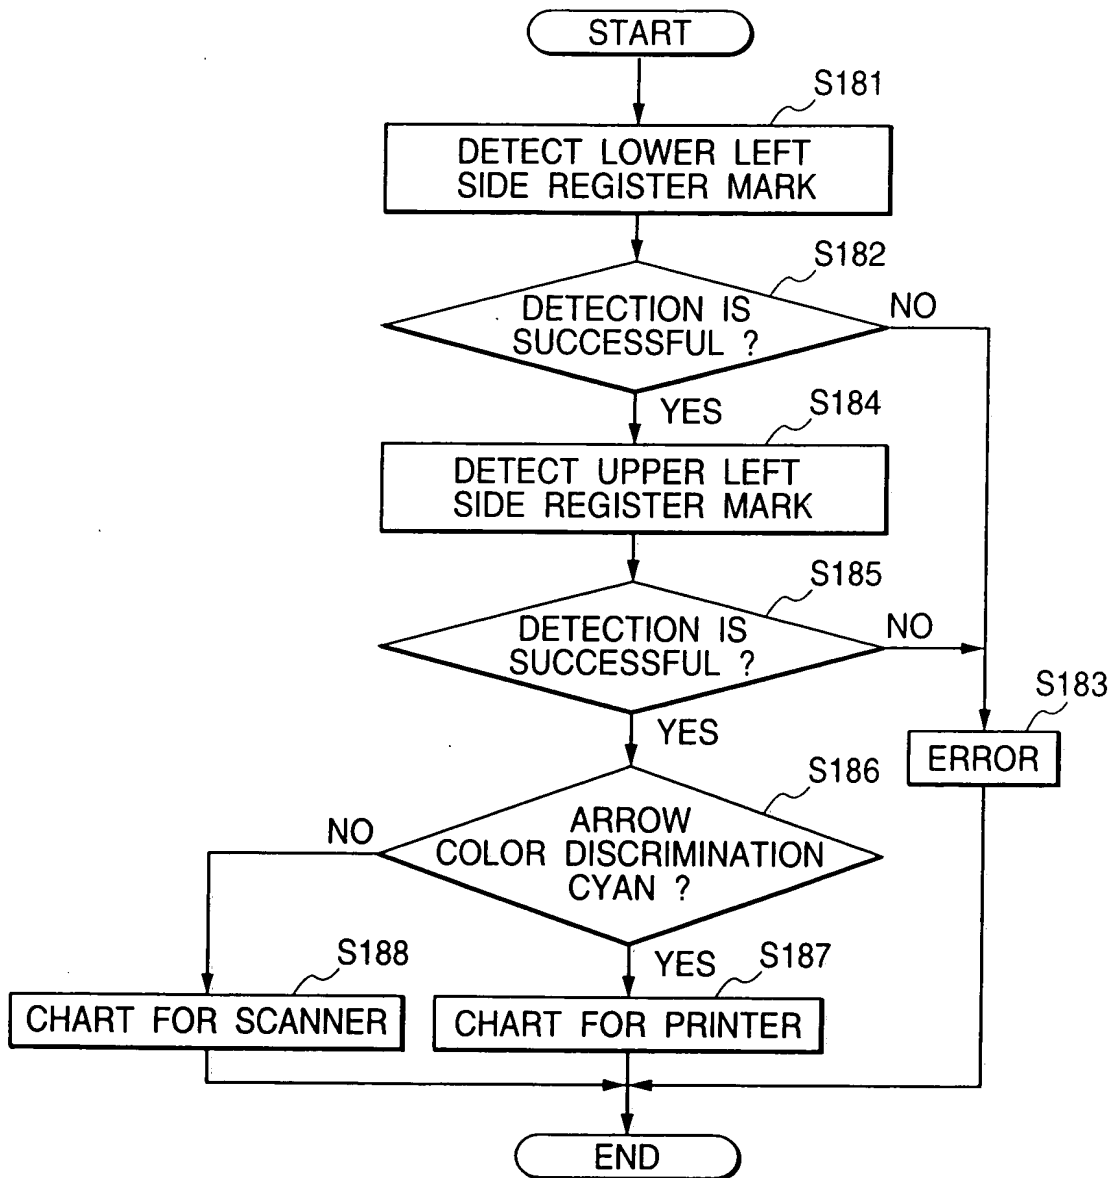 START
S181
DETECT LOWER LEFT
SIDE REGISTER MARK
S182
DETECTION IS
SUCCESSFUL ?
NO
YES
S184
DETECT UPPER LEFT
SIDE REGISTER MARK
S185
DETECTION IS
SUCCESSFUL ?
NO
YES
S183
ERROR
S186
ARROW
COLOR DISCRIMINATION
CYAN ?
NO
YES
S188
CHART FOR SCANNER
S187
CHART FOR PRINTER
END